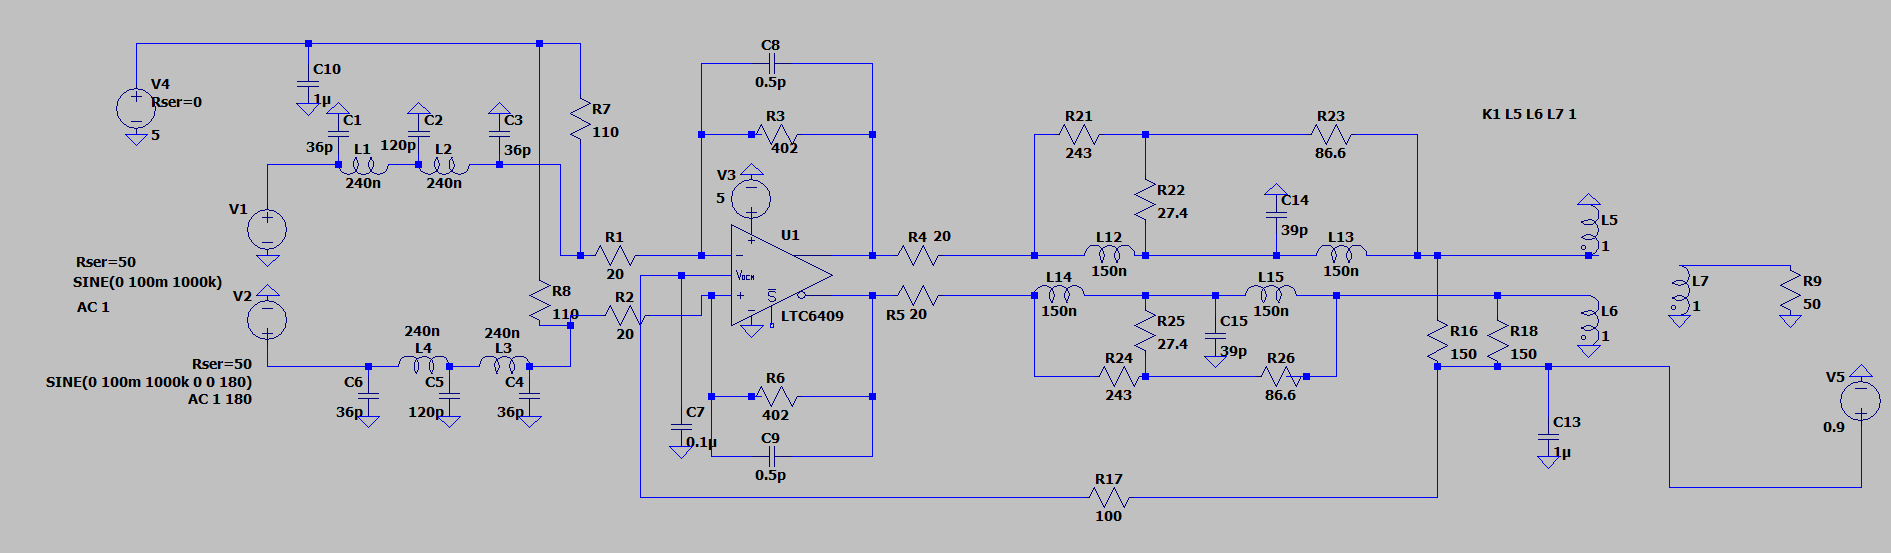 V4
Rser=0
5
C10
1µ
C1
36p
C2
120p
C3
36p
L1
240n
L2
240n
R7
110
V1
Rser=50
SINE(0 100m 1000k)
AC 1
V2
Rser=50
SINE(0 100m 1000k 0 0 180)
AC 1 180
C6
36p
240n
L4
C5
120p
240n
L3
C4
36p
R8
110
R1
20
R2
20
C8
0.5p
R3
402
V3
5
U1
VOCM
S
LTC6409
R4 20
R5 20
R6
402
C9
0.5p
C7
0.1µ
R21
243
R22
27.4
R23
86.6
L12
150n
C14
39p
L13
150n
L14
150n
L15
150n
R25
27.4
C15
39p
R24
243
R26
86.6
R17
100
R16
150
R18
150
C13
1µ
K1 L5 L6 L7 1
L5
1
L6
1
L7
1
R9
50
V5
0.9